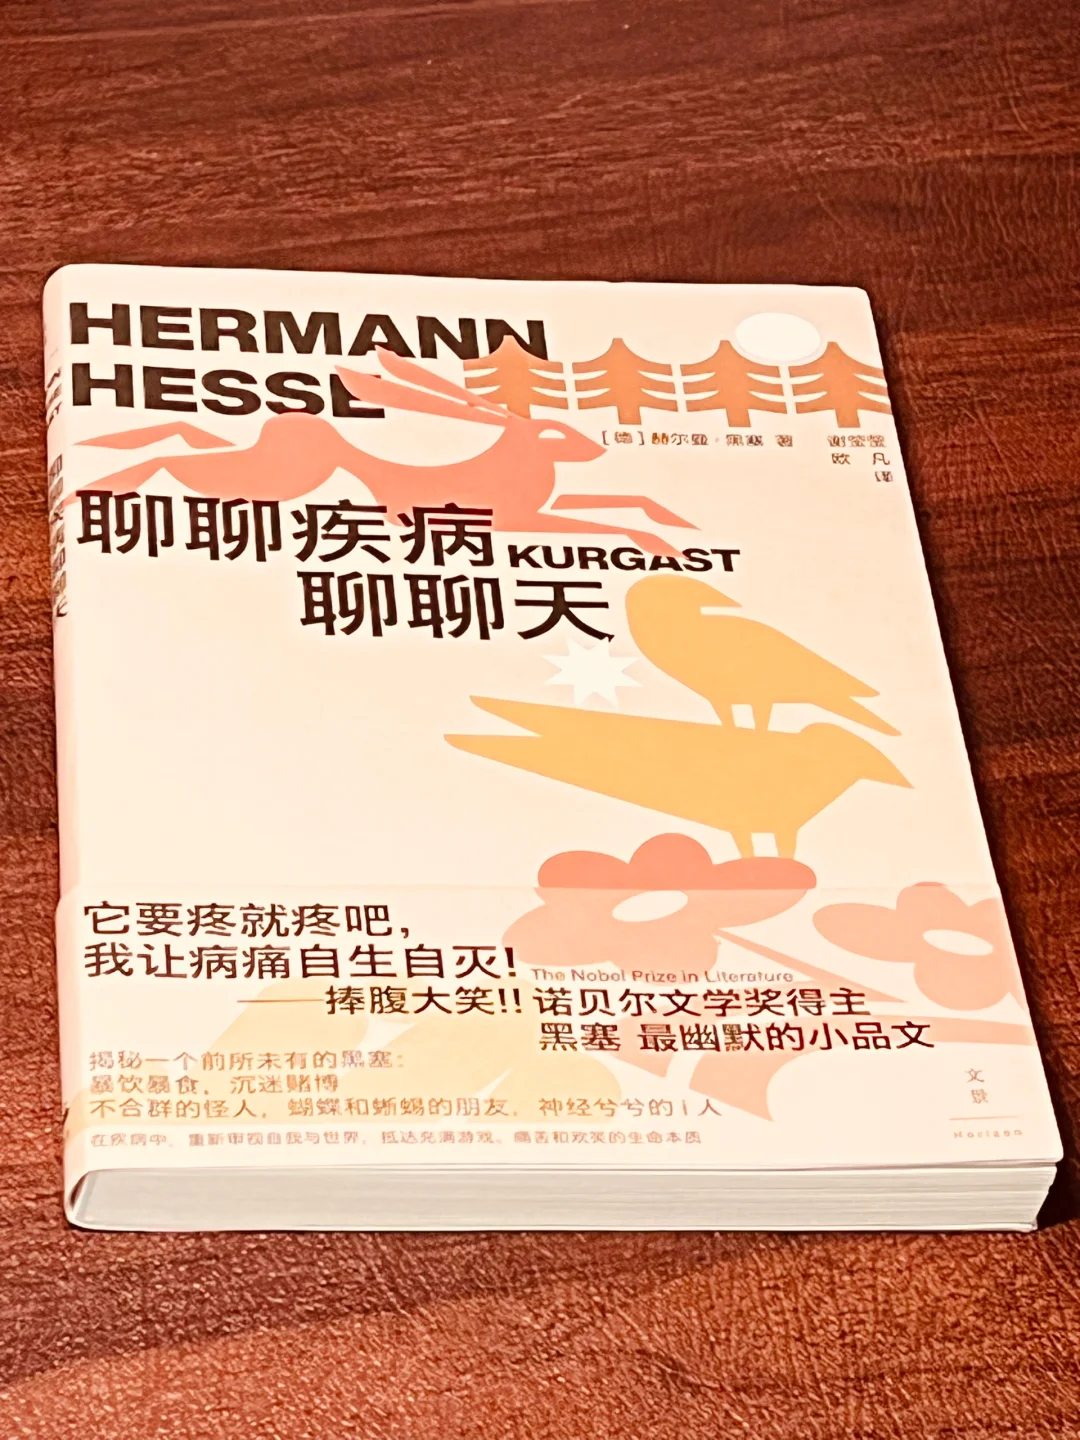 HERMANN
HESSE
[德] 赫尔曼·黑塞 著
谢莹莹
欧 凡
译
聊聊疾病
KURGAST
聊聊天
它要疼就疼吧，
我让病痛自生自灭！
——捧腹大笑!!
The Nobel Prize in Literature
诺贝尔文学奖得主
黑塞 最幽默的小品文
揭秘一个前所未有的黑塞：
暴饮暴食，沉迷赌博
不合群的怪人，蝴蝶和蜥蜴的朋友，神经兮兮的 i 人
在疾病中，重新审视自我与世界，抵达充满游戏、痛苦和欢笑的生命本质
文
景
Horizon